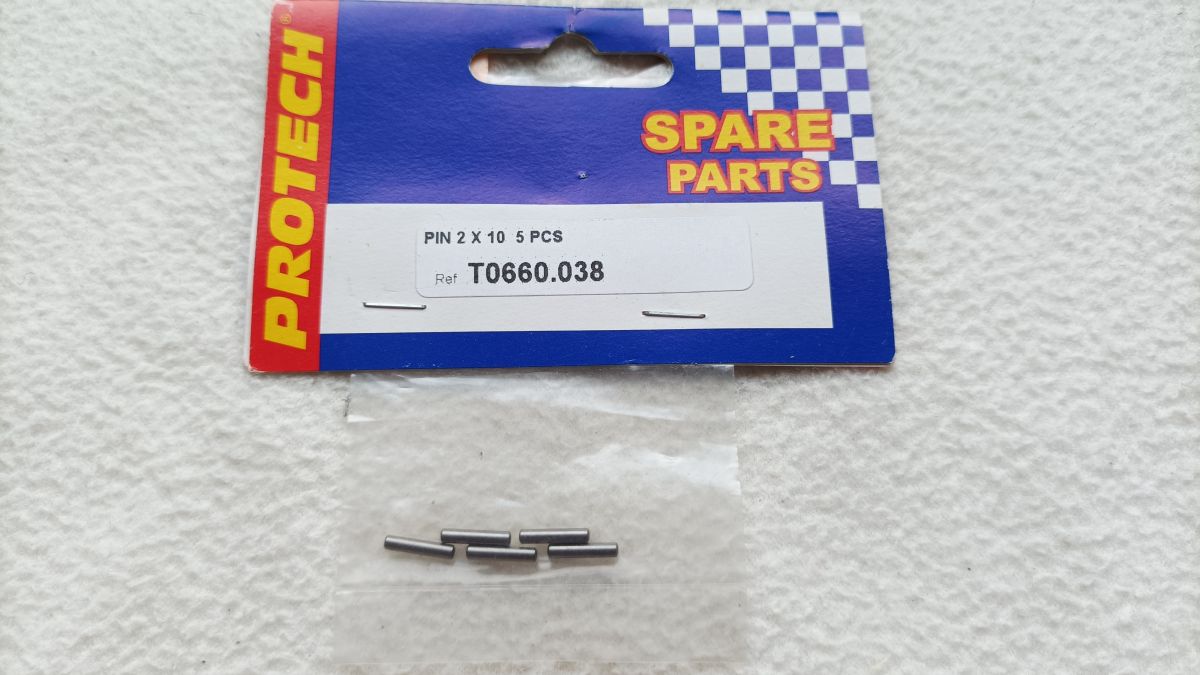 PROTECH®
SPARE
PARTS
PIN 2 X 10 5 PCS
Ref T0660.038